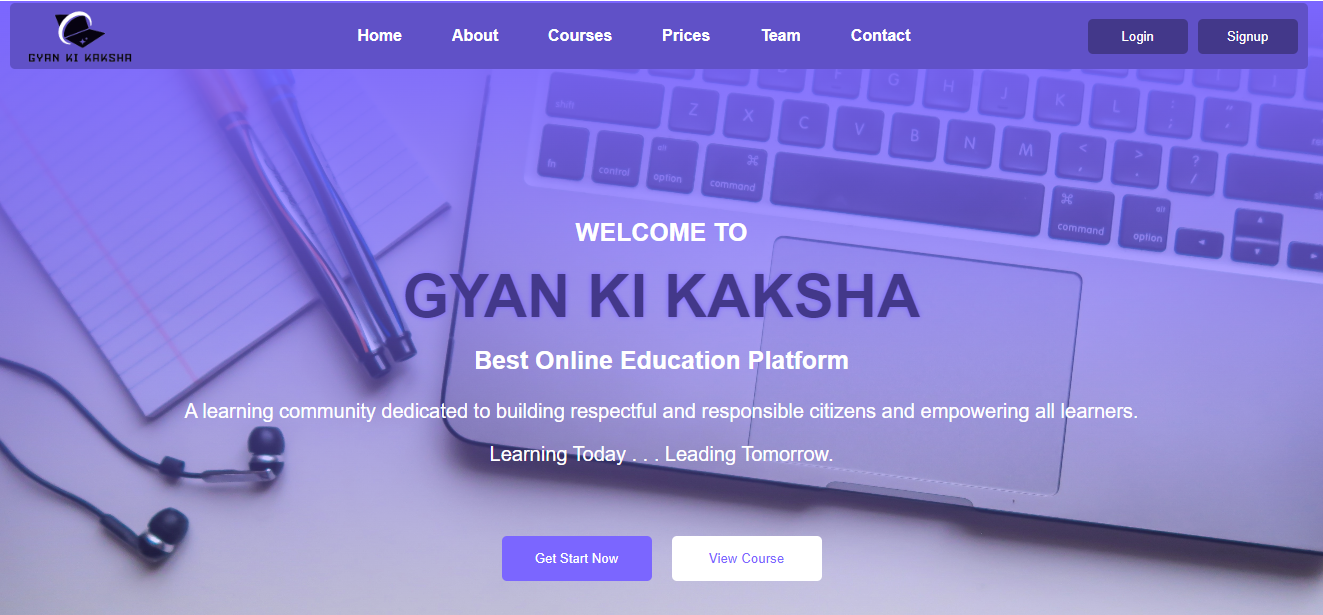 GYAN KI KAKSHA
Home About Courses Prices Team Contact
Login Signup
F G H J K L : ;
shift Z X C V B N M < , > . ? /
fn control alt option ⌘ command ⌘ command alt option
WELCOME TO
GYAN KI KAKSHA
Best Online Education Platform
A learning community dedicated to building respectful and responsible citizens and empowering all learners.
Learning Today . . . Leading Tomorrow.
Get Start Now View Course